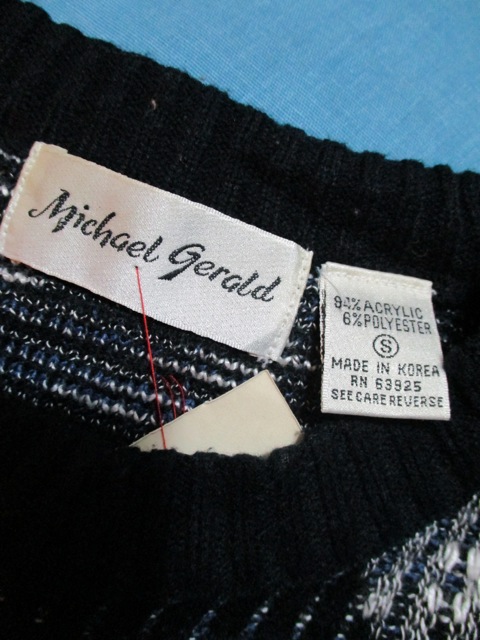 Michael Gerald
94% ACRYLIC
6% POLYESTER
S
MADE IN KOREA
RN 63925
SEE CARE REVERSE